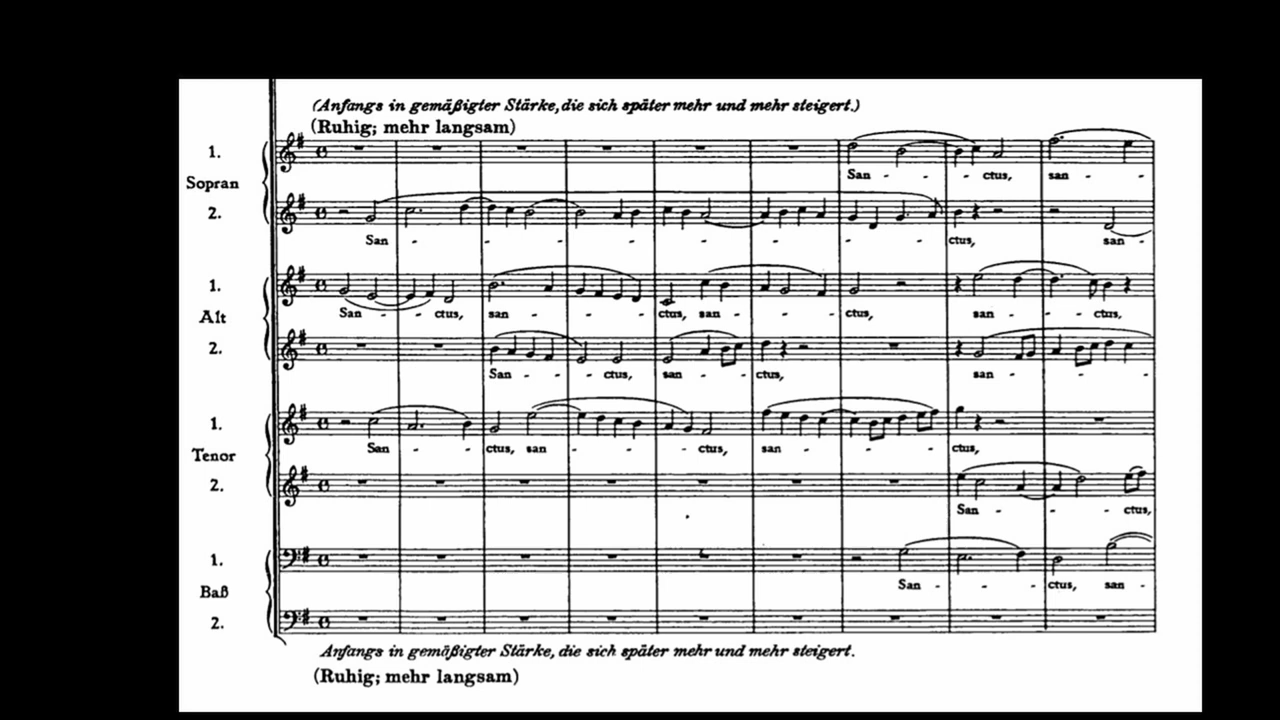 (Anfangs in gemäßigter Stärke, die sich später mehr und mehr steigert.)
(Ruhig; mehr langsam)
1.
San - - - ctus, san - -
Sopran
2.
San - - - - - - - ctus, san -
1.
San - - ctus, san - - - ctus, san - - ctus, san - - ctus,
Alt
2.
San - - ctus, san - - ctus, san - - -
1.
San - - - ctus, san - - - ctus, san - - - ctus,
Tenor
2.
San - - - ctus,
1.
San - - - ctus, san -
Baß
2.
Anfangs in gemäßigter Stärke, die sich später mehr und mehr steigert.
(Ruhig; mehr langsam)